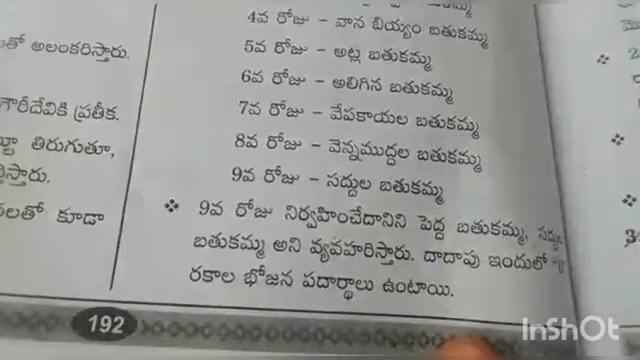 తో అలంకరిస్తారు.
గౌరీదేవికి ప్రతీక.
తిరుగుతూ,
స్తారు.
లతో కూడా
4వ రోజు – వాన బియ్యం బతుకమ్మ
5వ రోజు – అట్ల బతుకమ్మ
6వ రోజు – అలిగిన బతుకమ్మ
7వ రోజు – వేపకాయల బతుకమ్మ
8వ రోజు – వెన్నముద్దల బతుకమ్మ
9వ రోజు – సద్దుల బతుకమ్మ
❖ 9వ రోజు నిర్వహించేదానిని పెద్ద బతుకమ్మ,
బతుకమ్మ అని వ్యవహరిస్తారు. దాదాపు ఇందులో
రకాల భోజన పదార్థాలు ఉంటాయి.
192
InShOt